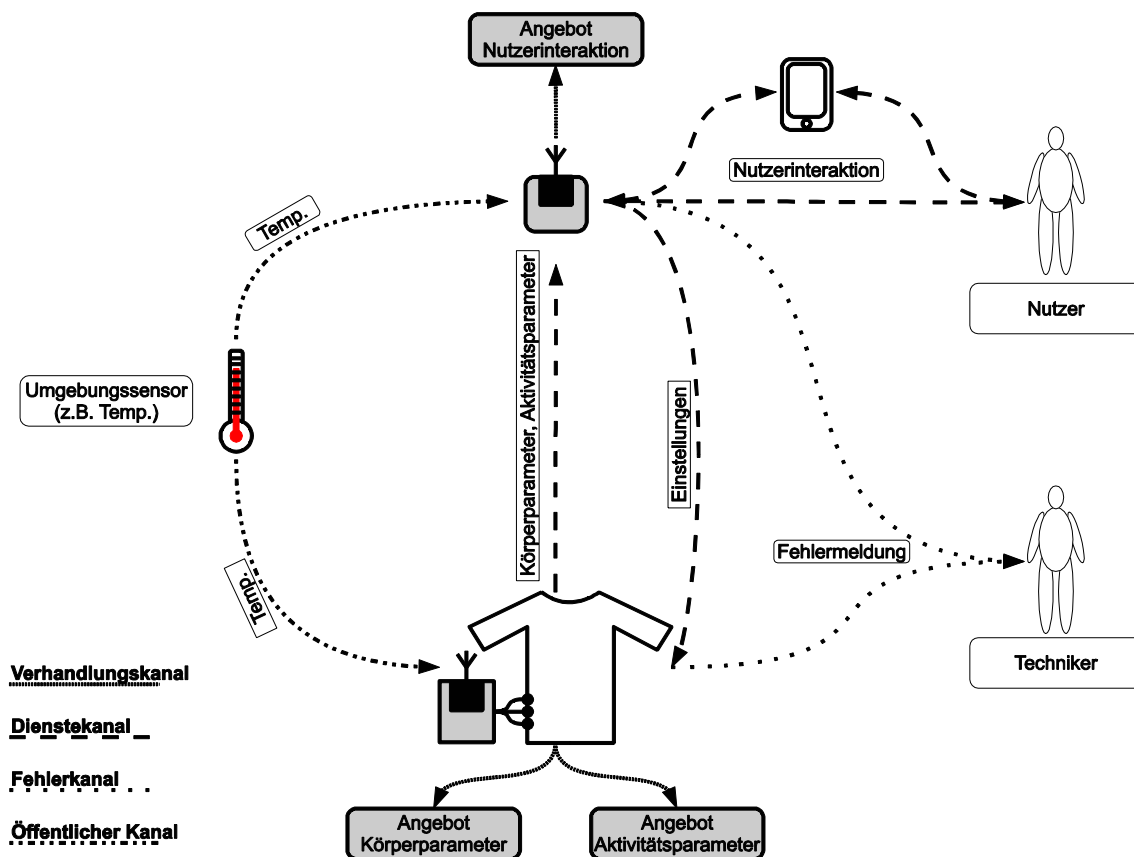 Angebot
Nutzerinteraktion
Nutzerinteraktion
Temp.
Körperparameter, Aktivitätsparameter
Nutzer
Umgebungssensor
(z.B. Temp.)
Einstellungen
Fehlermeldung
Temp.
Techniker
Verhandlungskanal
Dienstekanal
Fehlerkanal
Öffentlicher Kanal
Angebot
Körperparameter
Angebot
Aktivitätsparameter